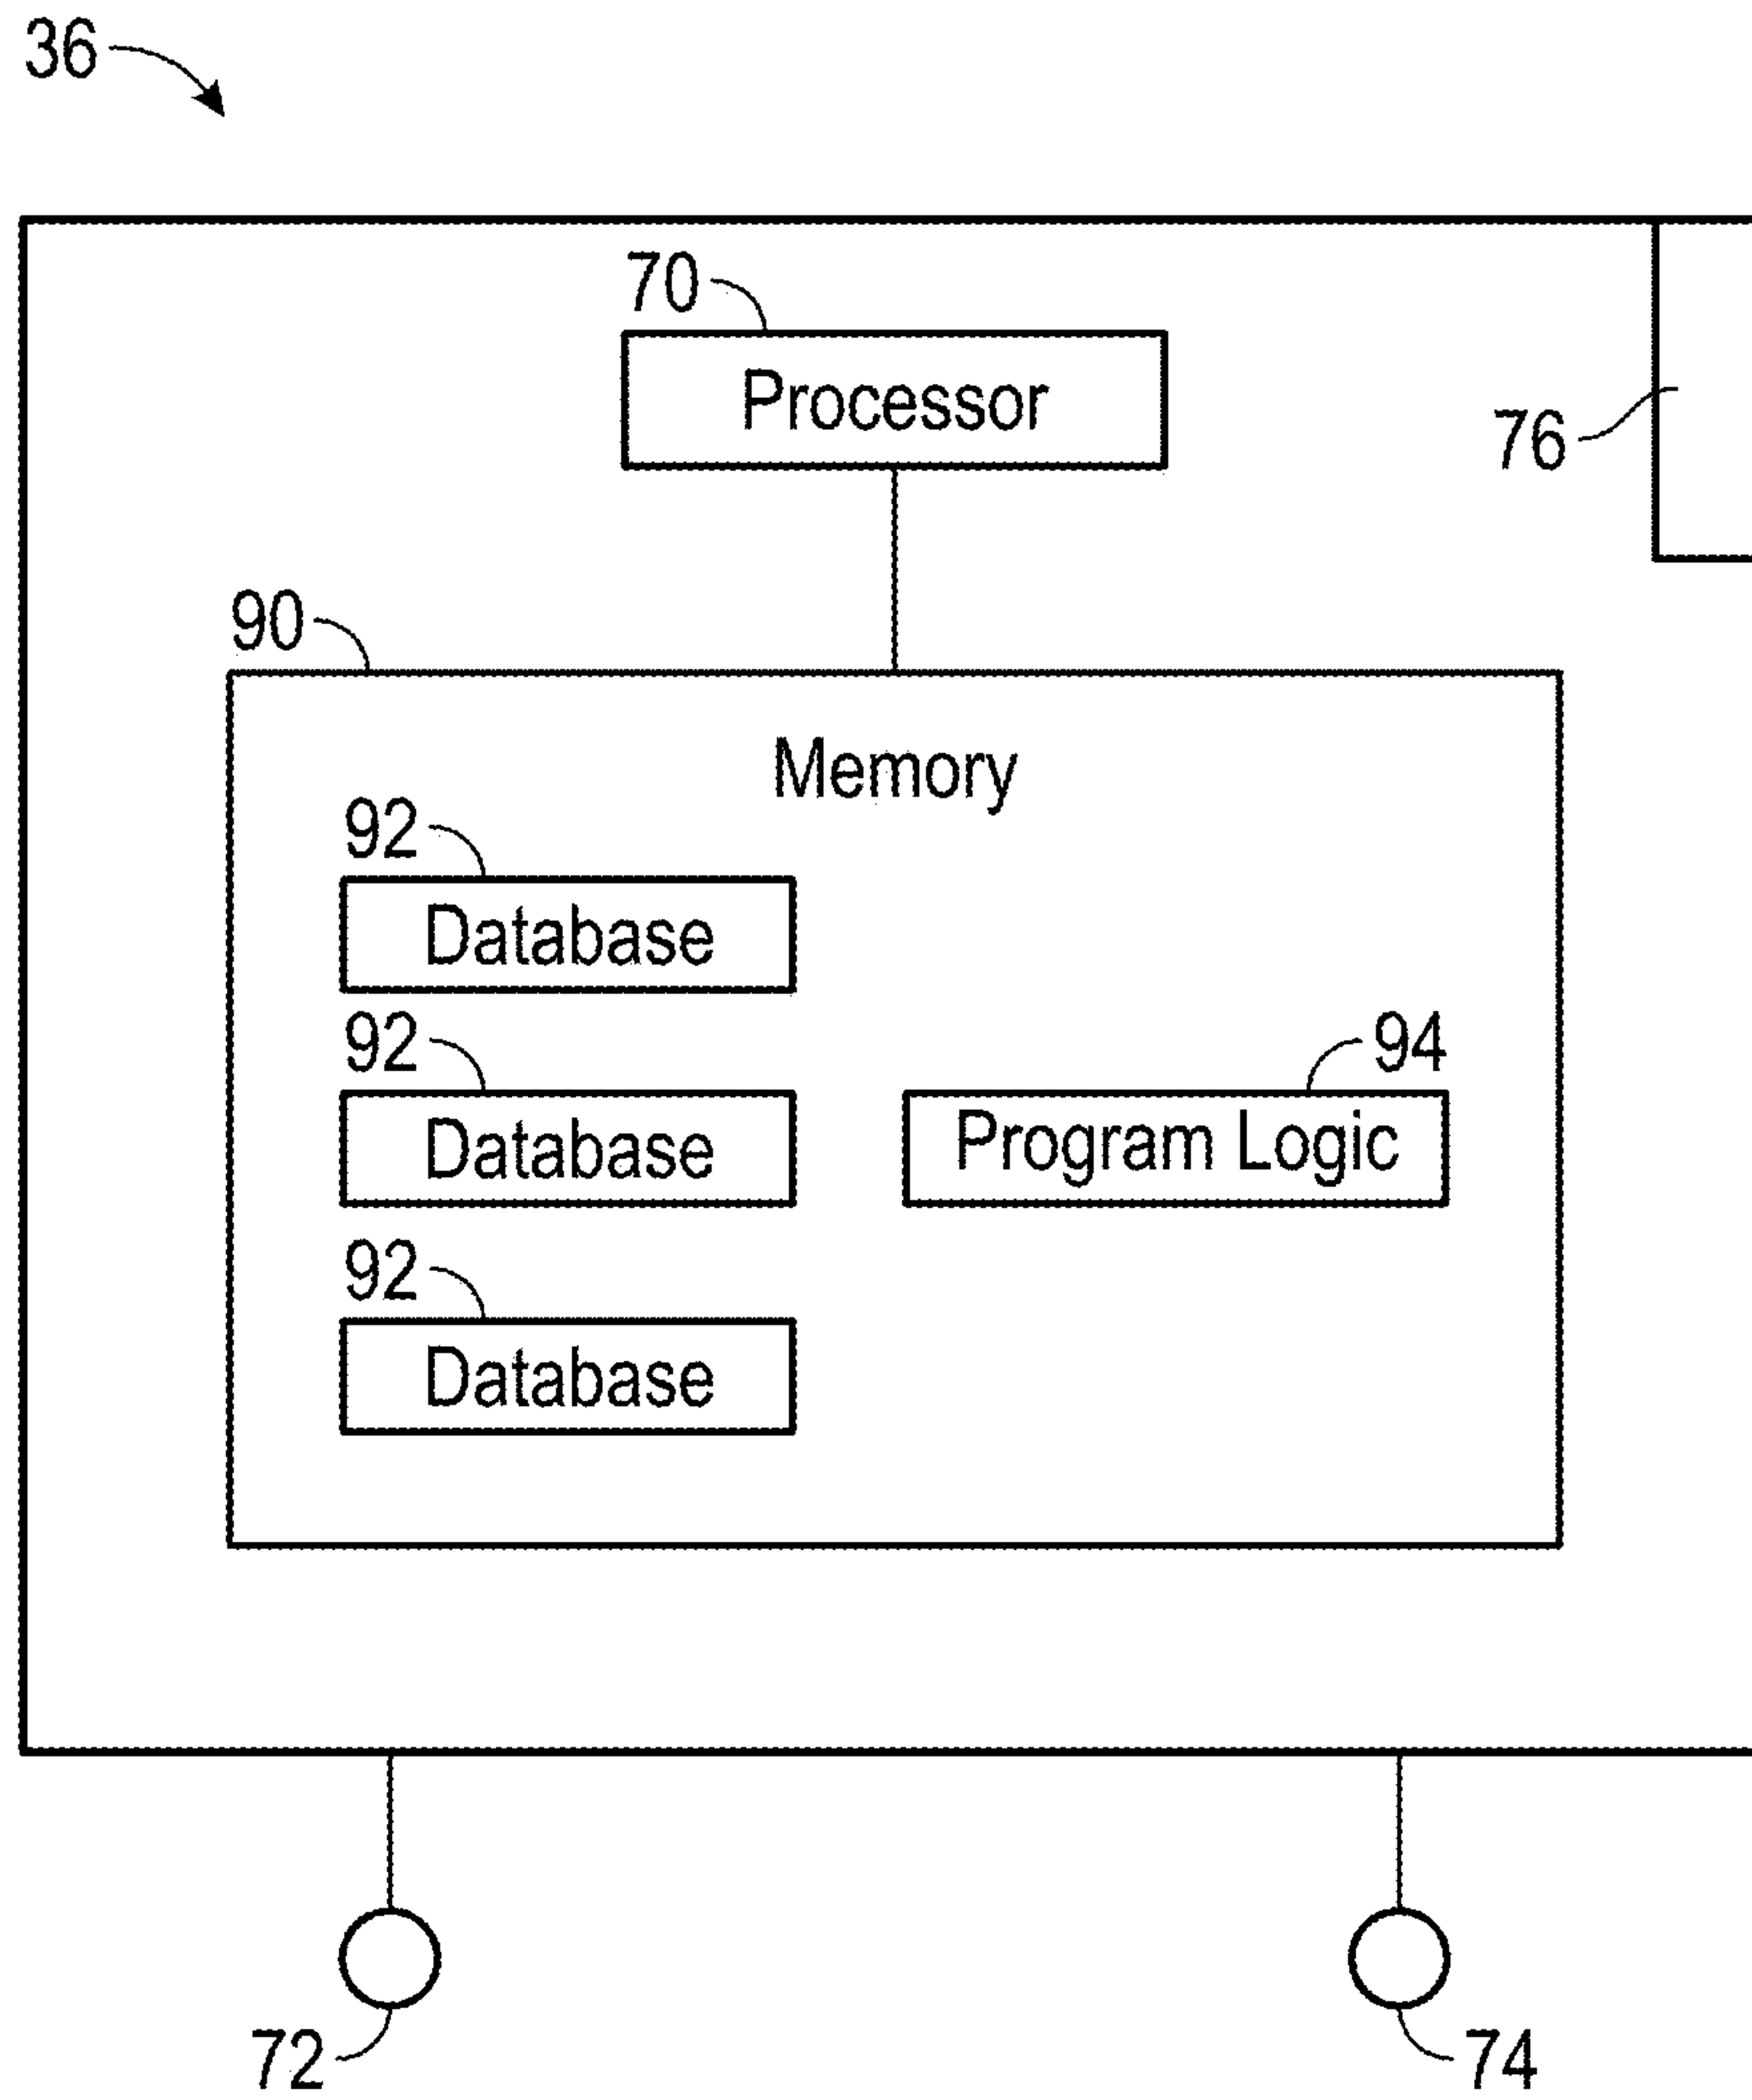 36
70
Processor
76
90
Memory
92
Database
92
94
Database
Program Logic
92
Database
72
74